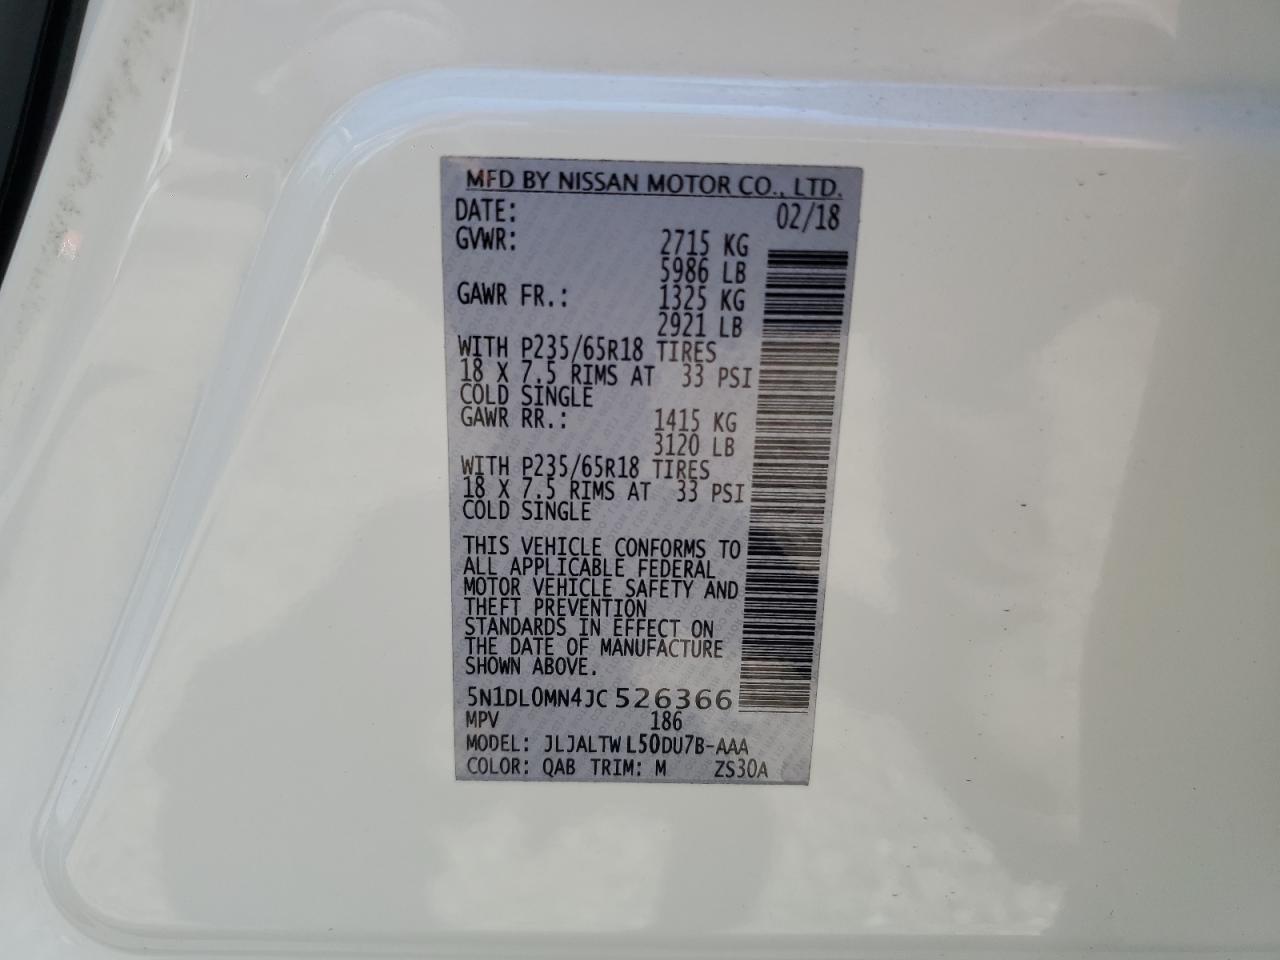 MFD BY NISSAN MOTOR CO., LTD.
DATE: 02/18
GVWR: 2715 KG
5986 LB
GAWR FR.: 1325 KG
2921 LB
WITH P235/65R18 TIRES
18 X 7.5 RIMS AT 33 PSI
COLD SINGLE
GAWR RR.: 1415 KG
3120 LB
WITH P235/65R18 TIRES
18 X 7.5 RIMS AT 33 PSI
COLD SINGLE
THIS VEHICLE CONFORMS TO
ALL APPLICABLE FEDERAL
MOTOR VEHICLE SAFETY AND
THEFT PREVENTION
STANDARDS IN EFFECT ON
THE DATE OF MANUFACTURE
SHOWN ABOVE.
5N1DL0MN4JC526366
MPV 186
MODEL: JLJALTWL50DU7B-AAA
COLOR: QAB TRIM: M ZS30A